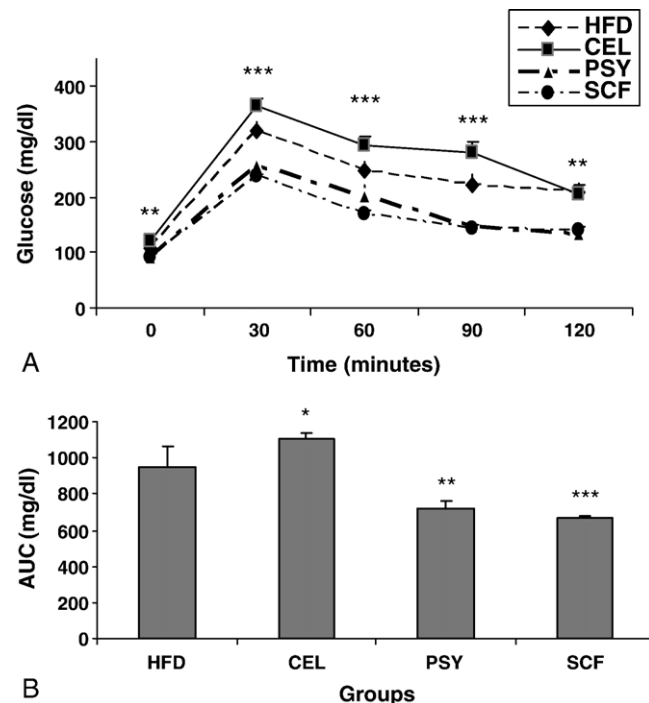 HFD
CEL
PSY
SCF
Glucose (mg/dl)
400
300
200
100
0
** *** *** *** **
0 30 60 90 120
Time (minutes)
A
AUC (mg/dl)
1200
1000
800
600
400
200
0
* ** ***
HFD CEL PSY SCF
Groups
B